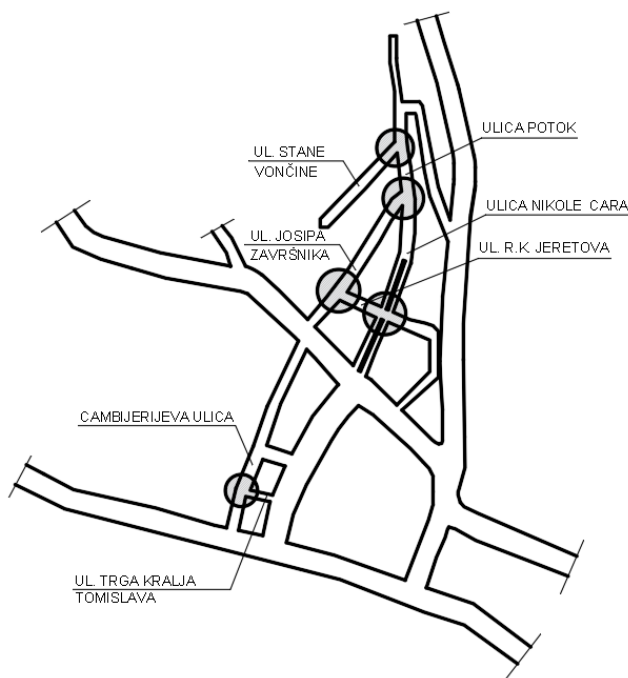 ULICA POTOK
UL. STANE
VONČINE
ULICA NIKOLE CARA
UL. JOSIPA
ZAVRŠNIKA
UL. R.K. JERETOVA
CAMBIJERIJEVA ULICA
UL. TRGA KRALJA
TOMISLAVA